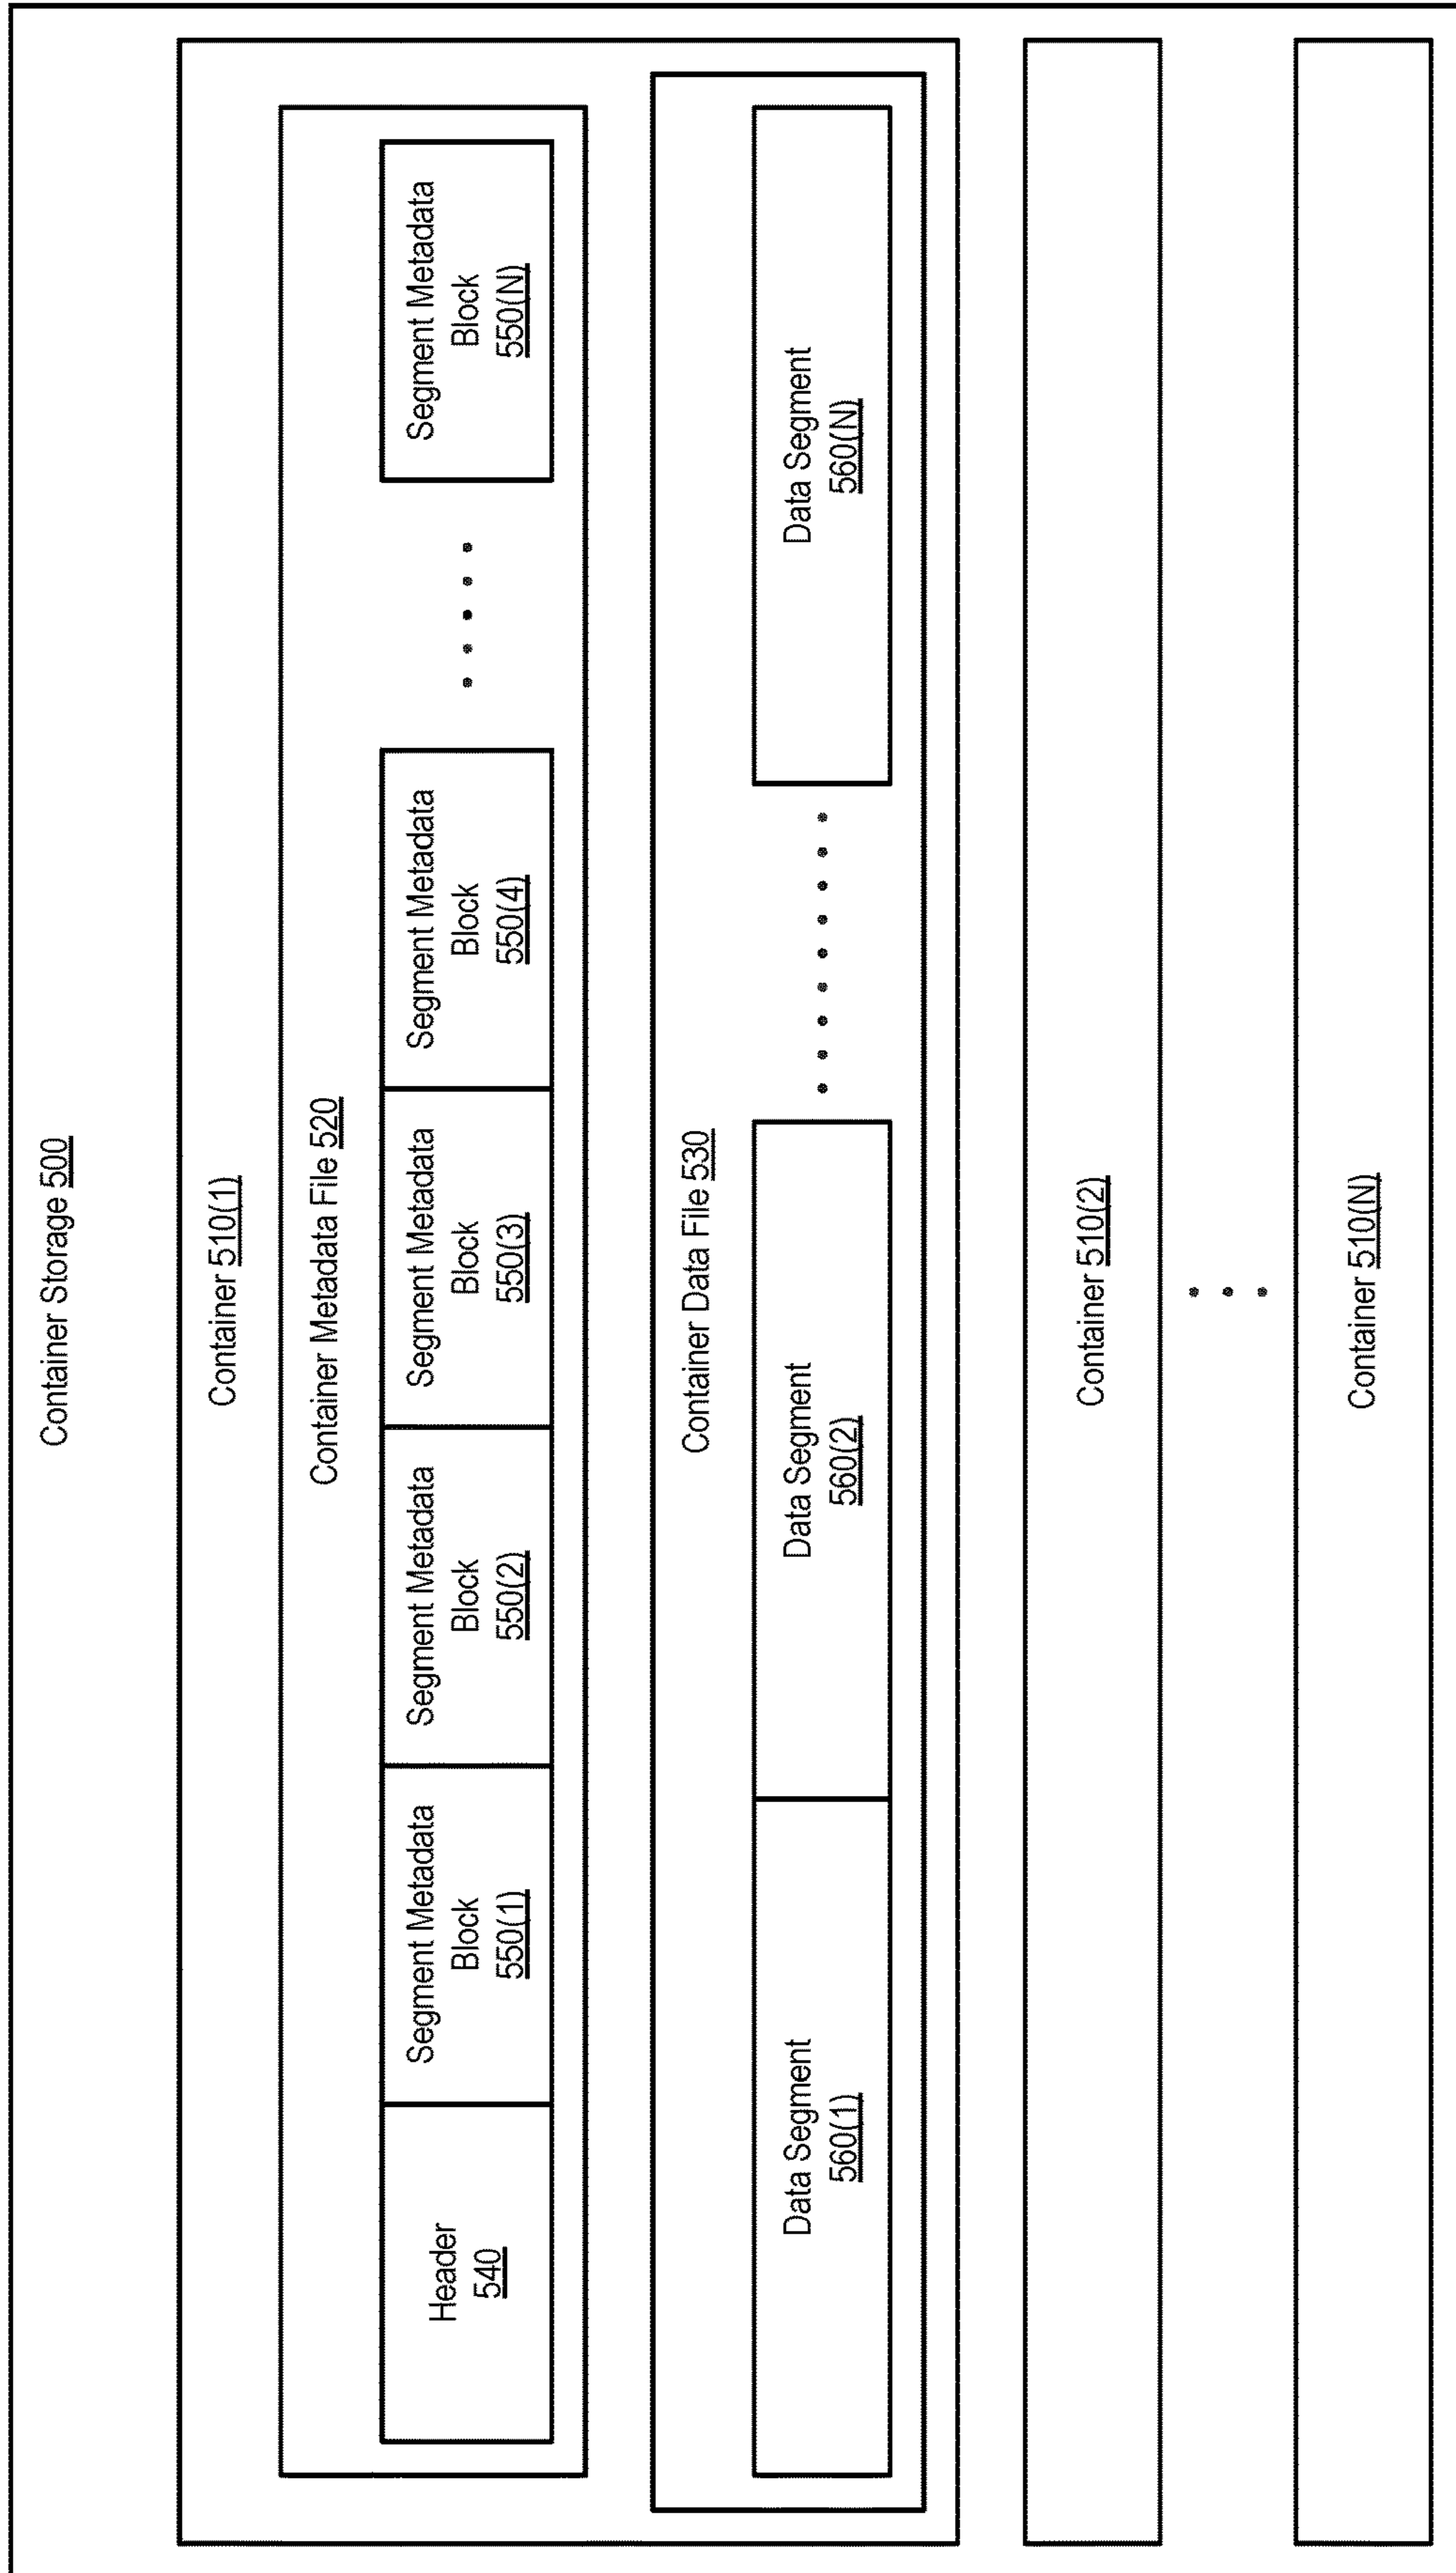 Container Storage 500
Container 510(1)
Container Metadata File 520
Header
540
Segment Metadata
Block
550(1)
Segment Metadata
Block
550(2)
Segment Metadata
Block
550(3)
Segment Metadata
Block
550(4)
Segment Metadata
Block
550(N)
Container Data File 530
Data Segment
560(1)
Data Segment
560(2)
Data Segment
560(N)
Container 510(2)
Container 510(N)